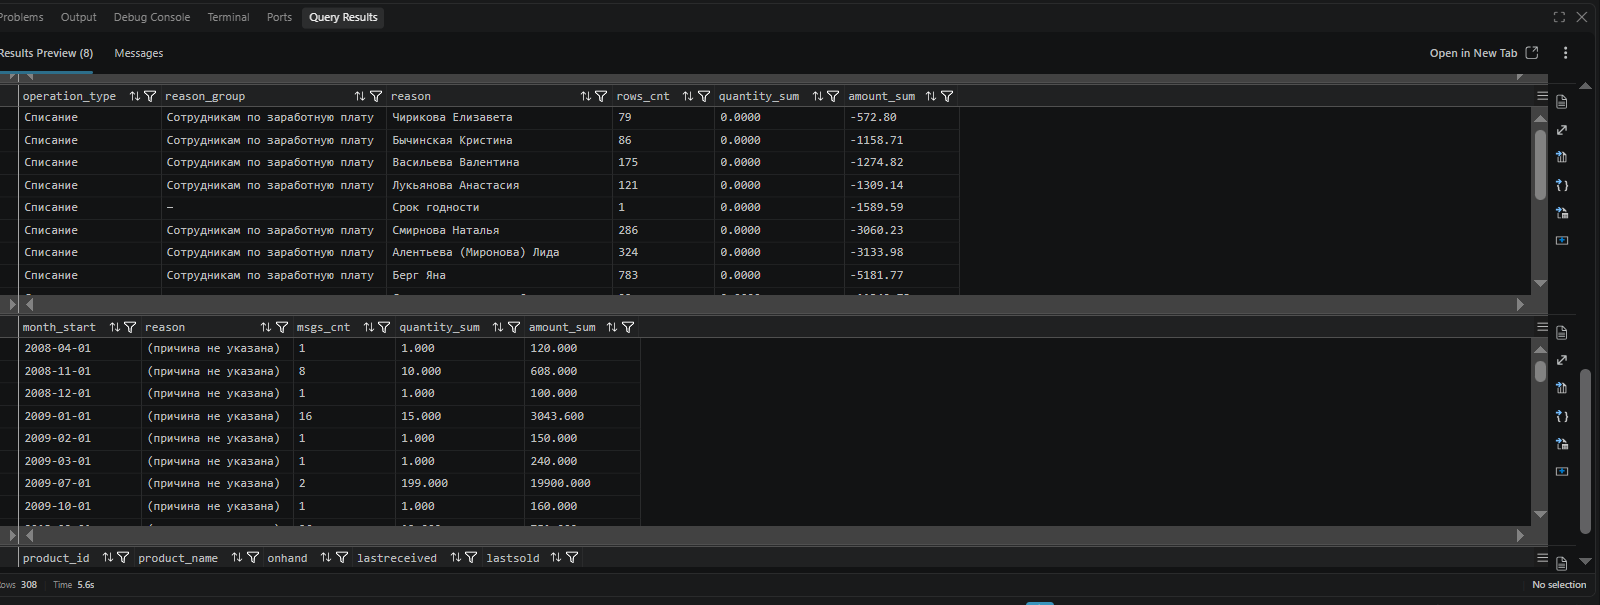 Problems Output Debug Console Terminal Ports Query Results
Results Preview (8) Messages Open in New Tab
operation_type reason_group reason rows_cnt quantity_sum amount_sum
Списание Сотрудникам по заработную плату Чирикова Елизавета 79 0.0000 -572.80
Списание Сотрудникам по заработную плату Бычинская Кристина 86 0.0000 -1158.71
Списание Сотрудникам по заработную плату Васильева Валентина 175 0.0000 -1274.82
Списание Сотрудникам по заработную плату Лукьянова Анастасия 121 0.0000 -1309.14
Списание — Срок годности 1 0.0000 -1589.59
Списание Сотрудникам по заработную плату Смирнова Наталья 286 0.0000 -3060.23
Списание Сотрудникам по заработную плату Алентьева (Миронова) Лида 324 0.0000 -3133.98
Списание Сотрудникам по заработную плату Берг Яна 783 0.0000 -5181.77
month_start reason msgs_cnt quantity_sum amount_sum
2008-04-01 (причина не указана) 1 1.000 120.000
2008-11-01 (причина не указана) 8 10.000 608.000
2008-12-01 (причина не указана) 1 1.000 100.000
2009-01-01 (причина не указана) 16 15.000 3043.600
2009-02-01 (причина не указана) 1 1.000 150.000
2009-03-01 (причина не указана) 1 1.000 240.000
2009-07-01 (причина не указана) 2 199.000 19900.000
2009-10-01 (причина не указана) 1 1.000 160.000
product_id product_name onhand lastreceived lastsold
Rows 308 Time 5.6s No selection